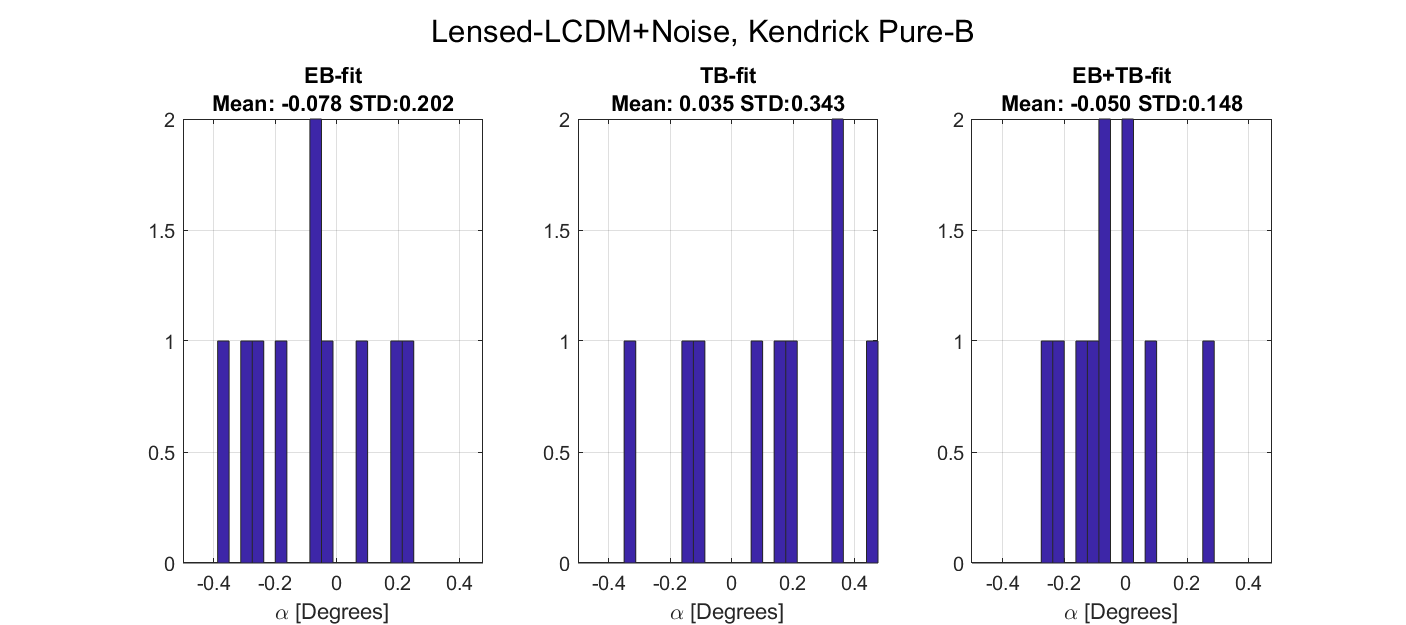 Lensed-LCDM+Noise, Kendrick Pure-B
EB-fit
Mean: -0.078 STD:0.202
2
1.5
1
0.5
0
-0.4 -0.2 0 0.2 0.4
α [Degrees]
TB-fit
Mean: 0.035 STD:0.343
2
1.5
1
0.5
0
-0.4 -0.2 0 0.2 0.4
α [Degrees]
EB+TB-fit
Mean: -0.050 STD:0.148
2
1.5
1
0.5
0
-0.4 -0.2 0 0.2 0.4
α [Degrees]